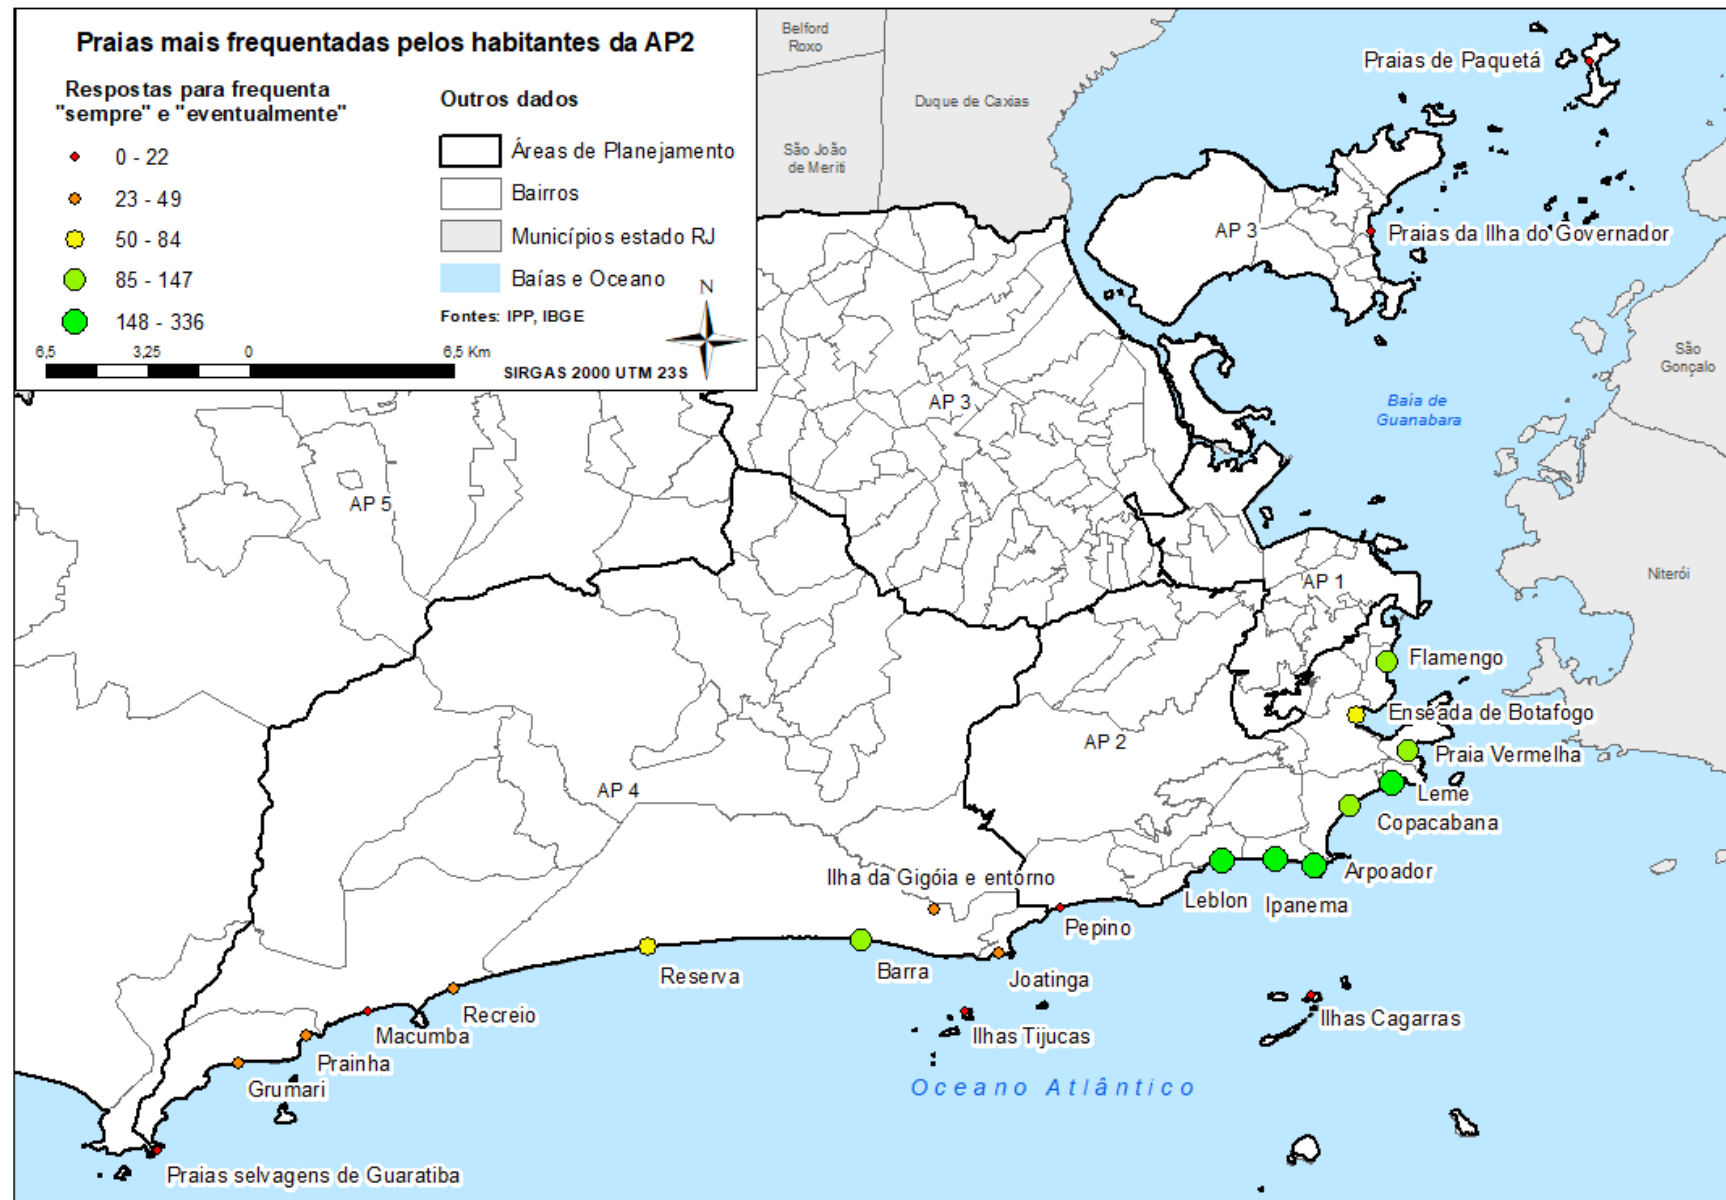 Praias mais frequentadas pelos habitantes da AP2
Respostas para frequenta
"sempre" e "eventualmente"
0 - 22
23 - 49
50 - 84
85 - 147
148 - 336
Outros dados
Áreas de Planejamento
Bairros
Municípios estado RJ
Baías e Oceano
Fontes: IPP, IBGE
N
6,5 3,25 0 6,5 Km
SIRGAS 2000 UTM 23S
Belford
Roxo
Duque de Caxias
São João
de Meriti
Praias de Paquetá
AP 3
Praias da Ilha do Governador
São
Gonçalo
Baía de
Guanabara
AP 3
AP 5
AP 1
Niterói
Flamengo
Enseada de Botafogo
AP 2
Praia Vermelha
AP 4
Leme
Copacabana
Arpoador
Ilha da Gigóia e entorno
Leblon
Ipanema
Pepino
Barra
Reserva
Joatinga
Recreio
Macumba
Ilhas Tijucas
Ilhas Cagarras
Prainha
Grumari
Oceano Atlântico
Praias selvagens de Guaratiba